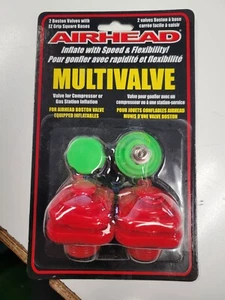 2 Boston Valves with
EZ Grip Square Bases
2 valves Boston à base
carrée facile à saisir
AIRHEAD
Inflate with Speed & Flexibility!
Pour gonfler avec rapidité et flexibilité!
MULTIVALVE
Valve for Compressor or
Gas Station Inflation
FOR AIRHEAD BOSTON VALVE
EQUIPPED INFLATABLES
Valve pour gonfler avec un
compresseur ou à une station-service
POUR JOUETS GONFLABLES AIRHEAD
MUNIS D'UNE VALVE BOSTON